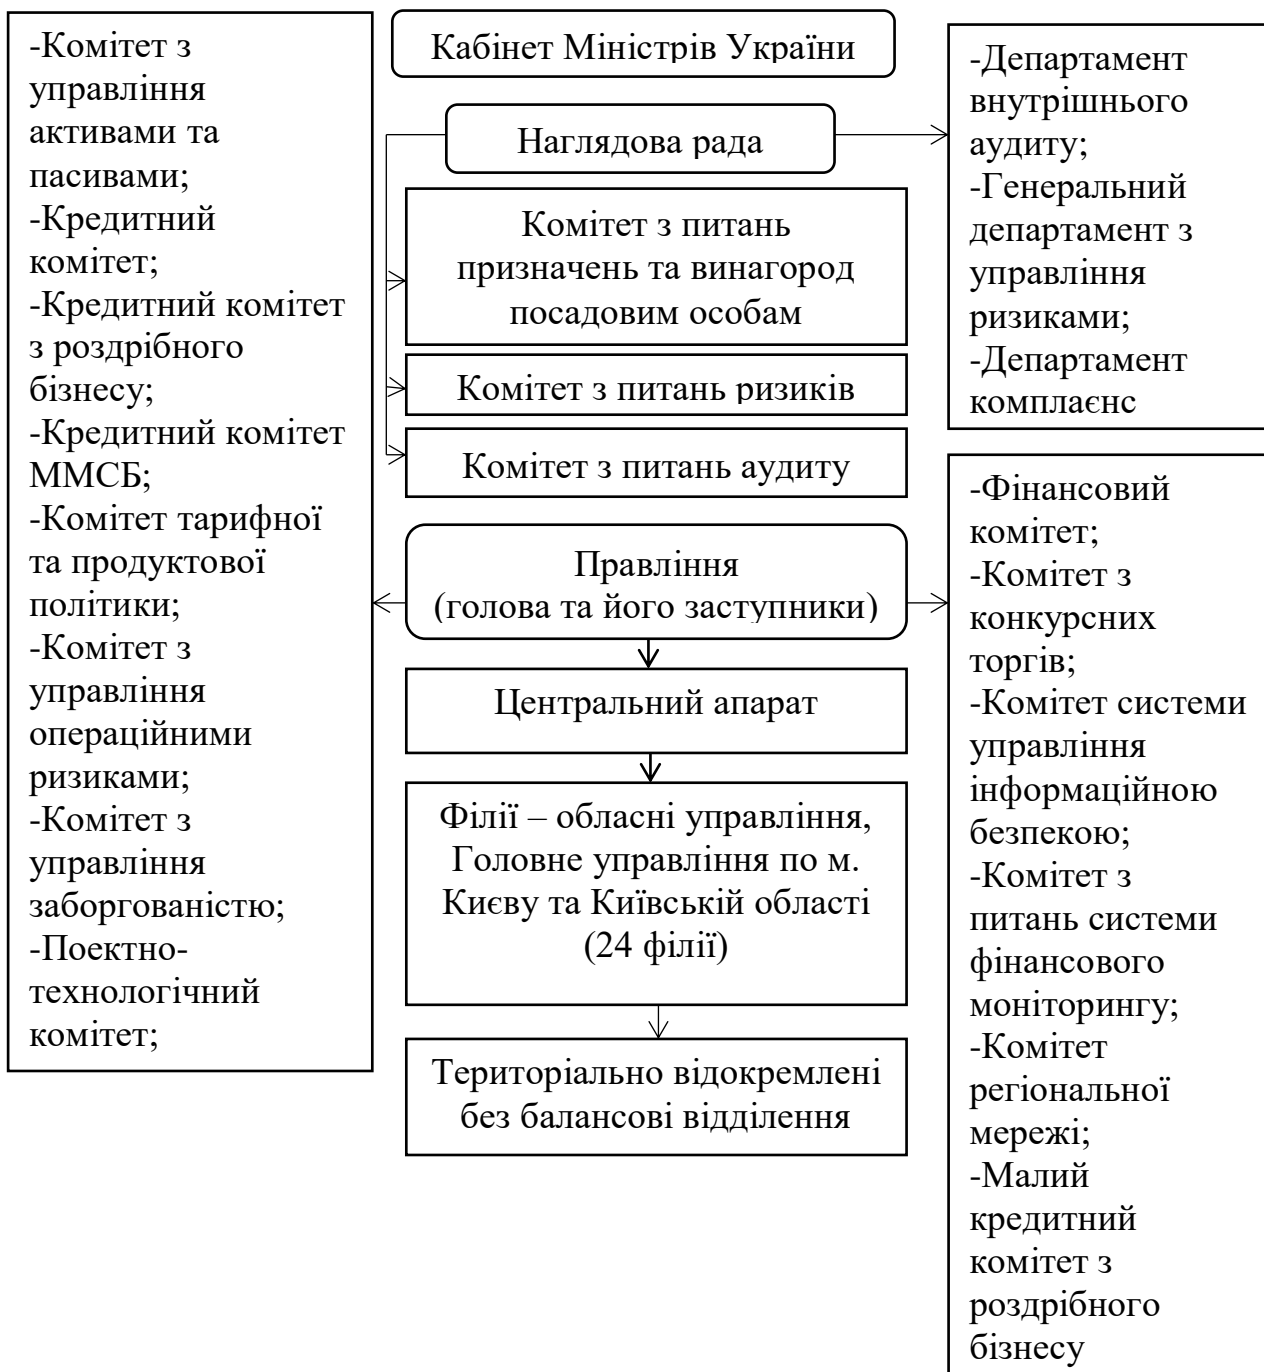 -Комітет з
управління
активами та
пасивами;
-Кредитний
комітет;
-Кредитний комітет
з роздрібного
бізнесу;
-Кредитний комітет
ММСБ;
-Комітет тарифної
та продуктової
політики;
-Комітет з
управління
операційними
ризиками;
-Комітет з
управління
заборгованістю;
-Поектно-
технологічний
комітет;
Кабінет Міністрів України
Наглядова рада
Комітет з питань
призначень та винагород
посадовим особам
Комітет з питань ризиків
Комітет з питань аудиту
Правління
(голова та його заступники)
Центральний апарат
Філії – обласні управління,
Головне управління по м.
Києву та Київській області
(24 філії)
Територіально відокремлені
без балансові відділення
-Департамент
внутрішнього
аудиту;
-Генеральний
департамент з
управління
ризиками;
-Департамент
комплаєнс
-Фінансовий
комітет;
-Комітет з
конкурсних
торгів;
-Комітет системи
управління
інформаційною
безпекою;
-Комітет з
питань системи
фінансового
моніторингу;
-Комітет
регіональної
мережі;
-Малий
кредитний
комітет з
роздрібного
бізнесу